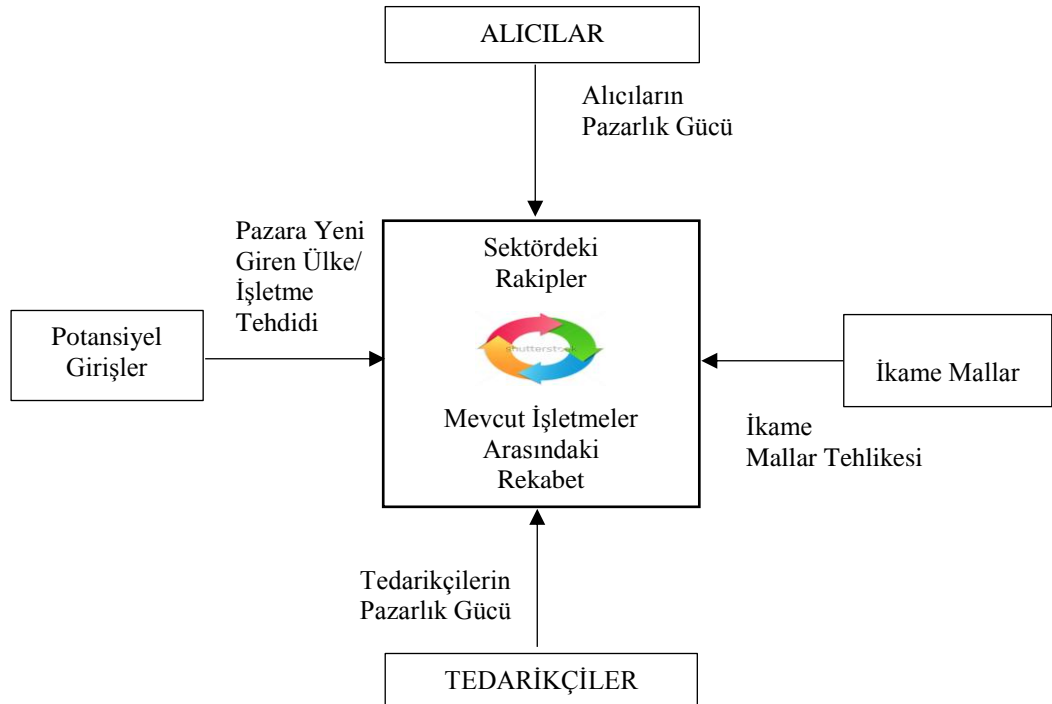 ALICILAR
Alıcıların
Pazarlık Gücü
Pazara Yeni
Giren Ülke/
İşletme
Tehdidi
Sektördeki
Rakipler
Potansiyel
Girişler
shutterstock
İkame Mallar
Mevcut İşletmeler
Arasındaki
Rekabet
İkame
Mallar Tehlikesi
Tedarikçilerin
Pazarlık Gücü
TEDARİKÇİLER